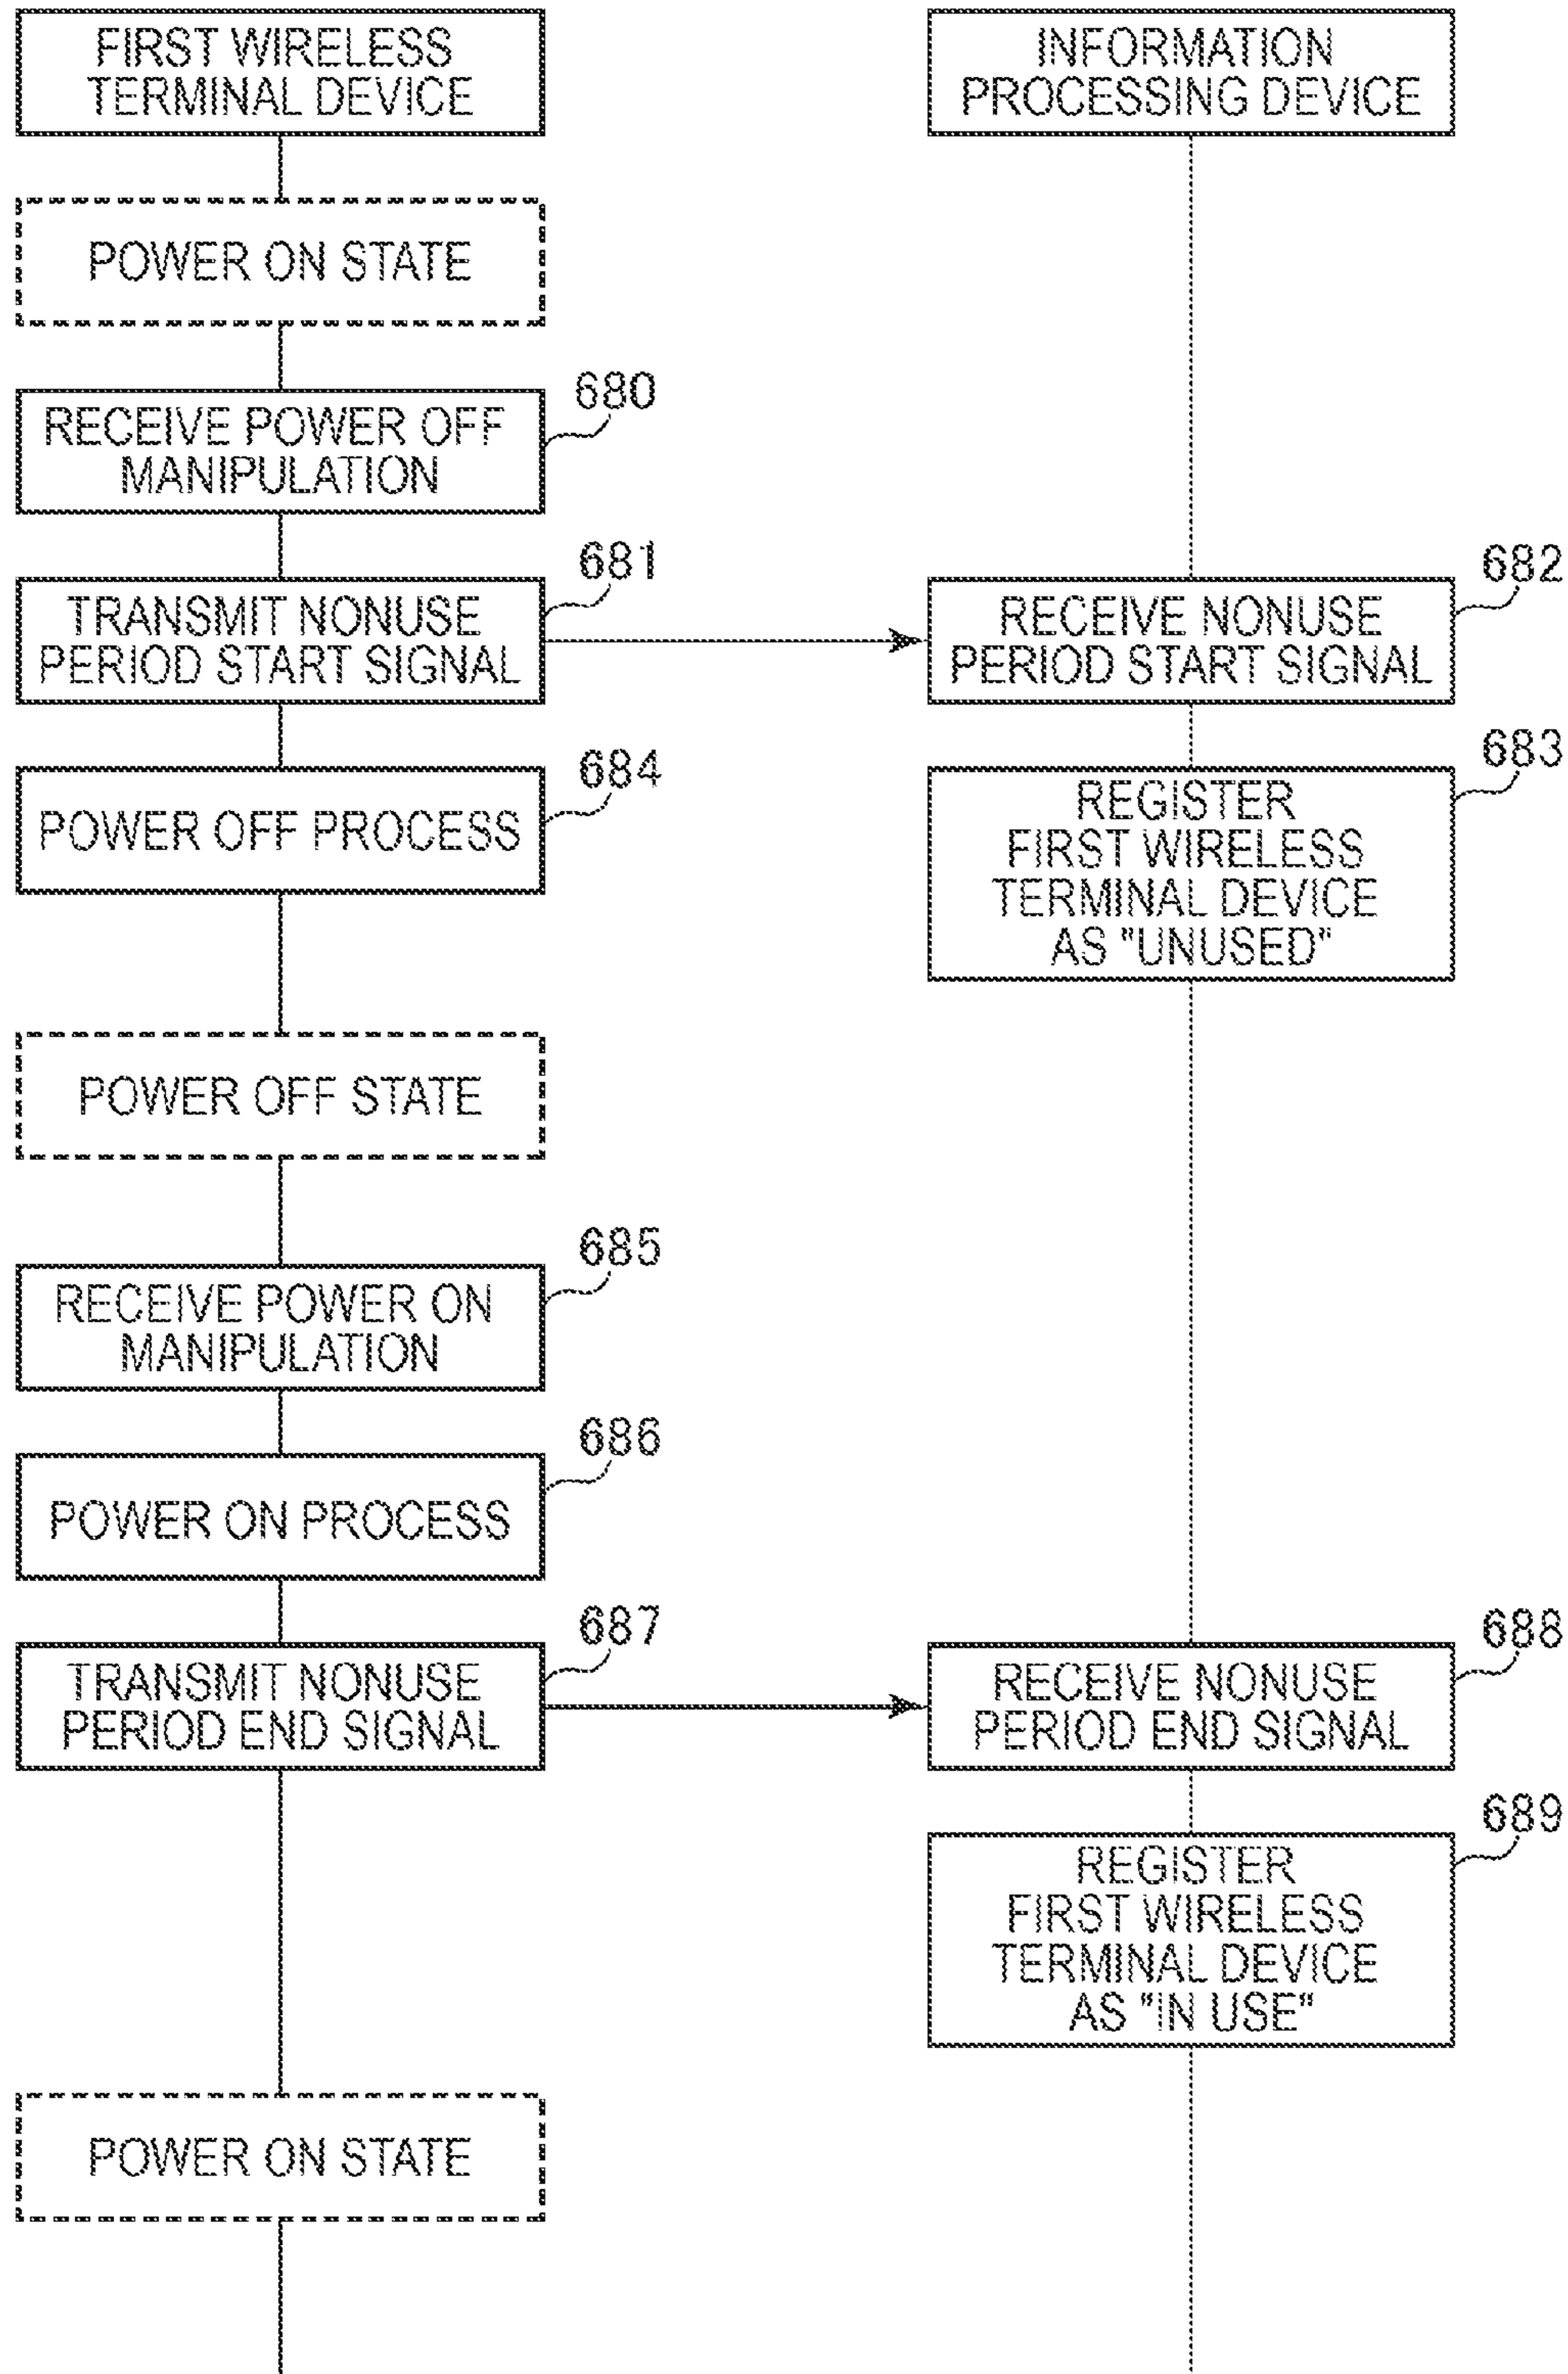 FIRST WIRELESS
TERMINAL DEVICE
INFORMATION
PROCESSING DEVICE
POWER ON STATE
680
RECEIVE POWER OFF
MANIPULATION
681
TRANSMIT NONUSE
PERIOD START SIGNAL
682
RECEIVE NONUSE
PERIOD START SIGNAL
684
POWER OFF PROCESS
683
REGISTER
FIRST WIRELESS
TERMINAL DEVICE
AS "UNUSED"
POWER OFF STATE
685
RECEIVE POWER ON
MANIPULATION
686
POWER ON PROCESS
687
TRANSMIT NONUSE
PERIOD END SIGNAL
688
RECEIVE NONUSE
PERIOD END SIGNAL
689
REGISTER
FIRST WIRELESS
TERMINAL DEVICE
AS "IN USE"
POWER ON STATE